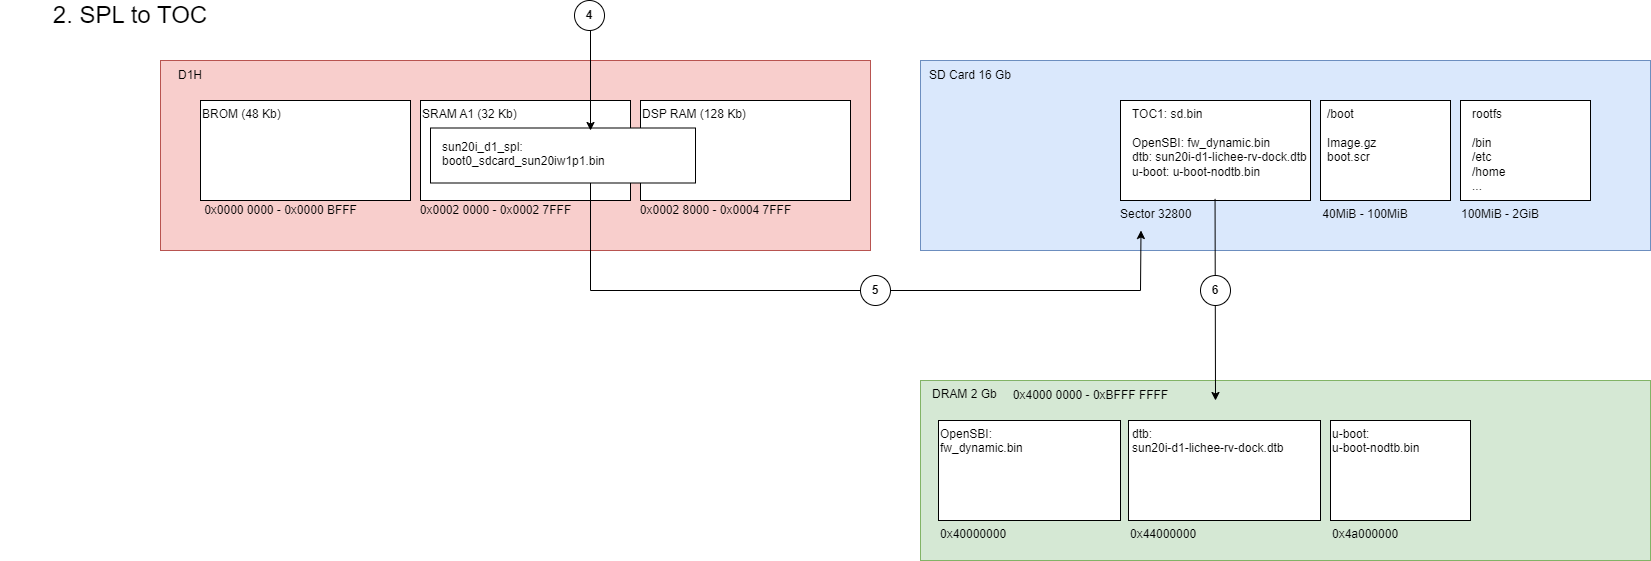 2. SPL to TOC
4
D1H
BROM (48 Kb)
0x0000 0000 - 0x0000 BFFF
SRAM A1 (32 Kb)
sun20i_d1_spl:
boot0_sdcard_sun20iw1p1.bin
0x0002 0000 - 0x0002 7FFF
DSP RAM (128 Kb)
0x0002 8000 - 0x0004 7FFF
SD Card 16 Gb
TOC1: sd.bin
OpenSBI: fw_dynamic.bin
dtb: sun20i-d1-lichee-rv-dock.dtb
u-boot: u-boot-nodtb.bin
Sector 32800
/boot
Image.gz
boot.scr
40MiB - 100MiB
rootfs
/bin
/etc
/home
...
100MiB - 2GiB
5
6
DRAM 2 Gb
0x4000 0000 - 0xBFFF FFFF
OpenSBI:
fw_dynamic.bin
0x40000000
dtb:
sun20i-d1-lichee-rv-dock.dtb
0x44000000
u-boot:
u-boot-nodtb.bin
0x4a000000